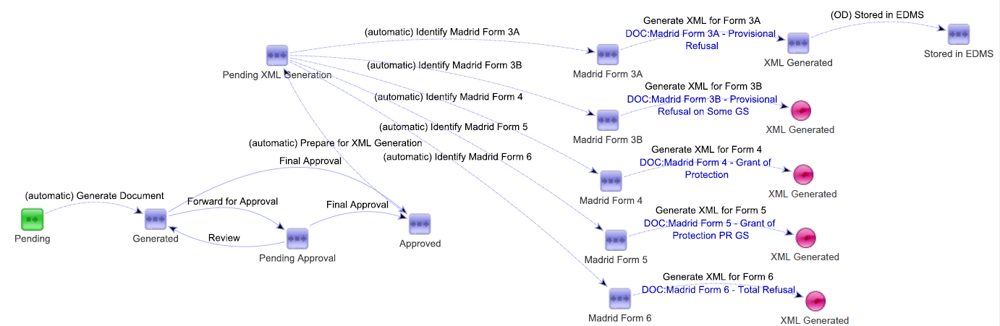 (OD) Stored in EDMS
Generate XML for Form 3A
(automatic) Identify Madrid Form 3A
DOC:Madrid Form 3A - Provisional
Refusal
Stored in EDMS
XML Generated
Pending XML Generation
Madrid Form 3A
(automatic) Identify Madrid Form 3B
Generate XML for Form 3B
(automatic) Identify Madrid Form 4
DOC:Madrid Form 3B - Provisional
Refusal on Some GS
(automatic) Identify Madrid Form 5
XML Generated
Madrid Form 3B
(automatic) Prepare for XML Generation
Generate XML for Form 4
(automatic) Identify Madrid Form 6
Final Approval
DOC:Madrid Form 4 - Grant of
Protection
(automatic) Generate Document
XML Generated
Forward for Approval
Madrid Form 4
Final Approval
Generate XML for Form 5
DOC:Madrid Form 5 - Grant of
Protection PR GS
Pending
Generated
Review
Approved
Pending Approval
XML Generated
Madrid Form 5
Generate XML for Form 6
DOC:Madrid Form 6 - Total Refusal
Madrid Form 6
XML Generated